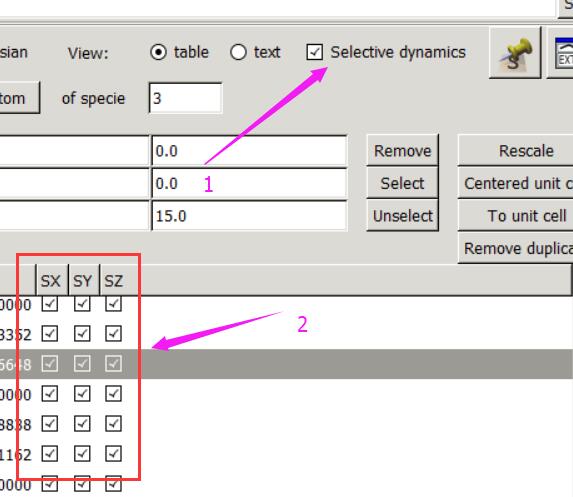 sian View: table text Selective dynamics
S
EXT
tom of specie 3
0.0 Remove Rescale
1
0.0 Select Centered unit c
15.0 Unselect To unit cell
Remove duplica
SX SY SZ
0000
2
3352
5648
0000
8838
1162
0000